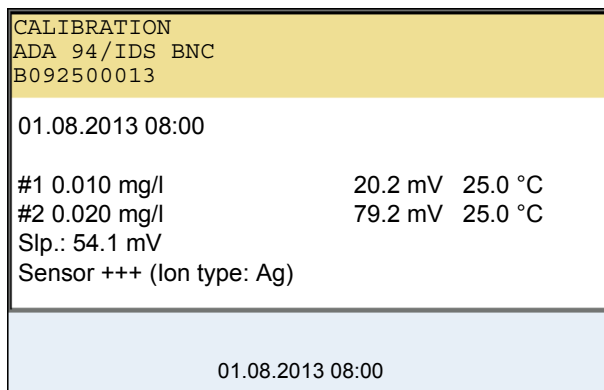 CALIBRATION
ADA 94/IDS BNC
B092500013
01.08.2013 08:00
#1 0.010 mg/l 20.2 mV 25.0 °C
#2 0.020 mg/l 79.2 mV 25.0 °C
Slp.: 54.1 mV
Sensor +++ (Ion type: Ag)
01.08.2013 08:00